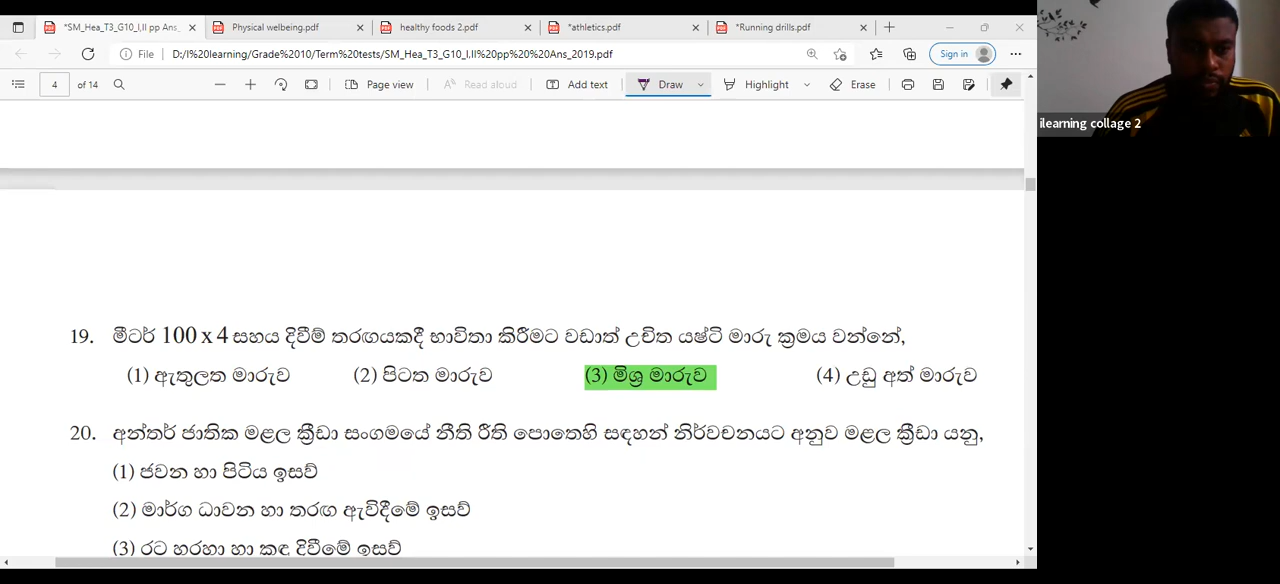 *SM_Hea_T3_G10_I,II pp Ans_ Physical welbeing.pdf healthy foods 2.pdf *athletics.pdf *Running drills.pdf
File D:/I%20learning/Grade%2010/Term%20tests/SM_Hea_T3_G10_I.II%20pp%20%20Ans_2019.pdf Sign in
4 of 14 Page view Read aloud Add text Draw Highlight Erase
ilearning collage 2
19. මීටර් 100 x 4 සහය දිවීම් තරඟයකදී භාවිතා කිරීමට වඩාත් උචිත යෂ්ටි මාරු ක්‍රමය වන්නේ,
(1) ඇතුලත මාරුව (2) පිටත මාරුව (3) මිශ්‍ර මාරුව (4) උඩු අත් මාරුව
20. අන්තර් ජාතික මළල ක්‍රීඩා සංගමයේ නීති රීති පොතෙහි සඳහන් නිර්වචනයට අනුව මළල ක්‍රීඩා යනු,
(1) ජවන හා පිටිය ඉසව්
(2) මාර්ග ධාවන හා තරඟ ඇවිදීමේ ඉසව්
(3) රට හරහා හා කඳු දිවීමේ ඉසව්